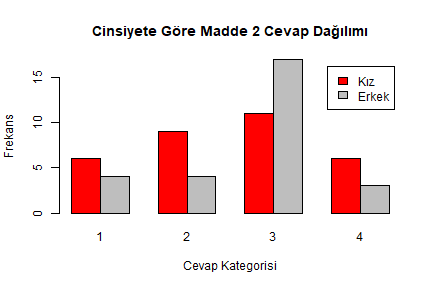 Cinsiyete Göre Madde 2 Cevap Dağılımı
Kız
Erkek
Frekans
15
10
5
0
1 2 3 4
Cevap Kategorisi